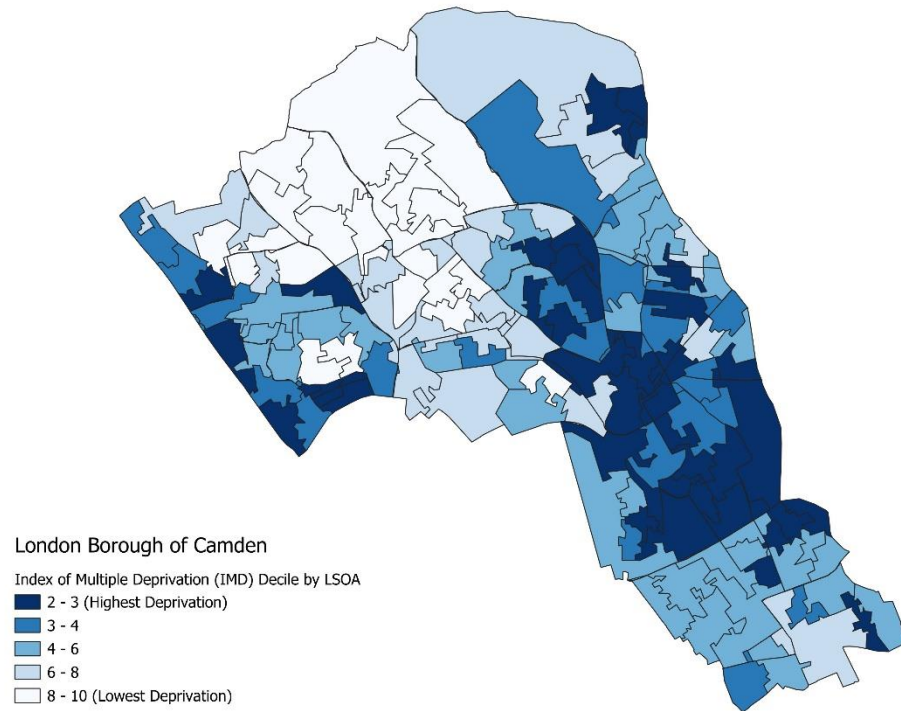 London Borough of Camden
Index of Multiple Deprivation (IMD) Decile by LSOA
2 - 3 (Highest Deprivation)
3 - 4
4 - 6
6 - 8
8 - 10 (Lowest Deprivation)